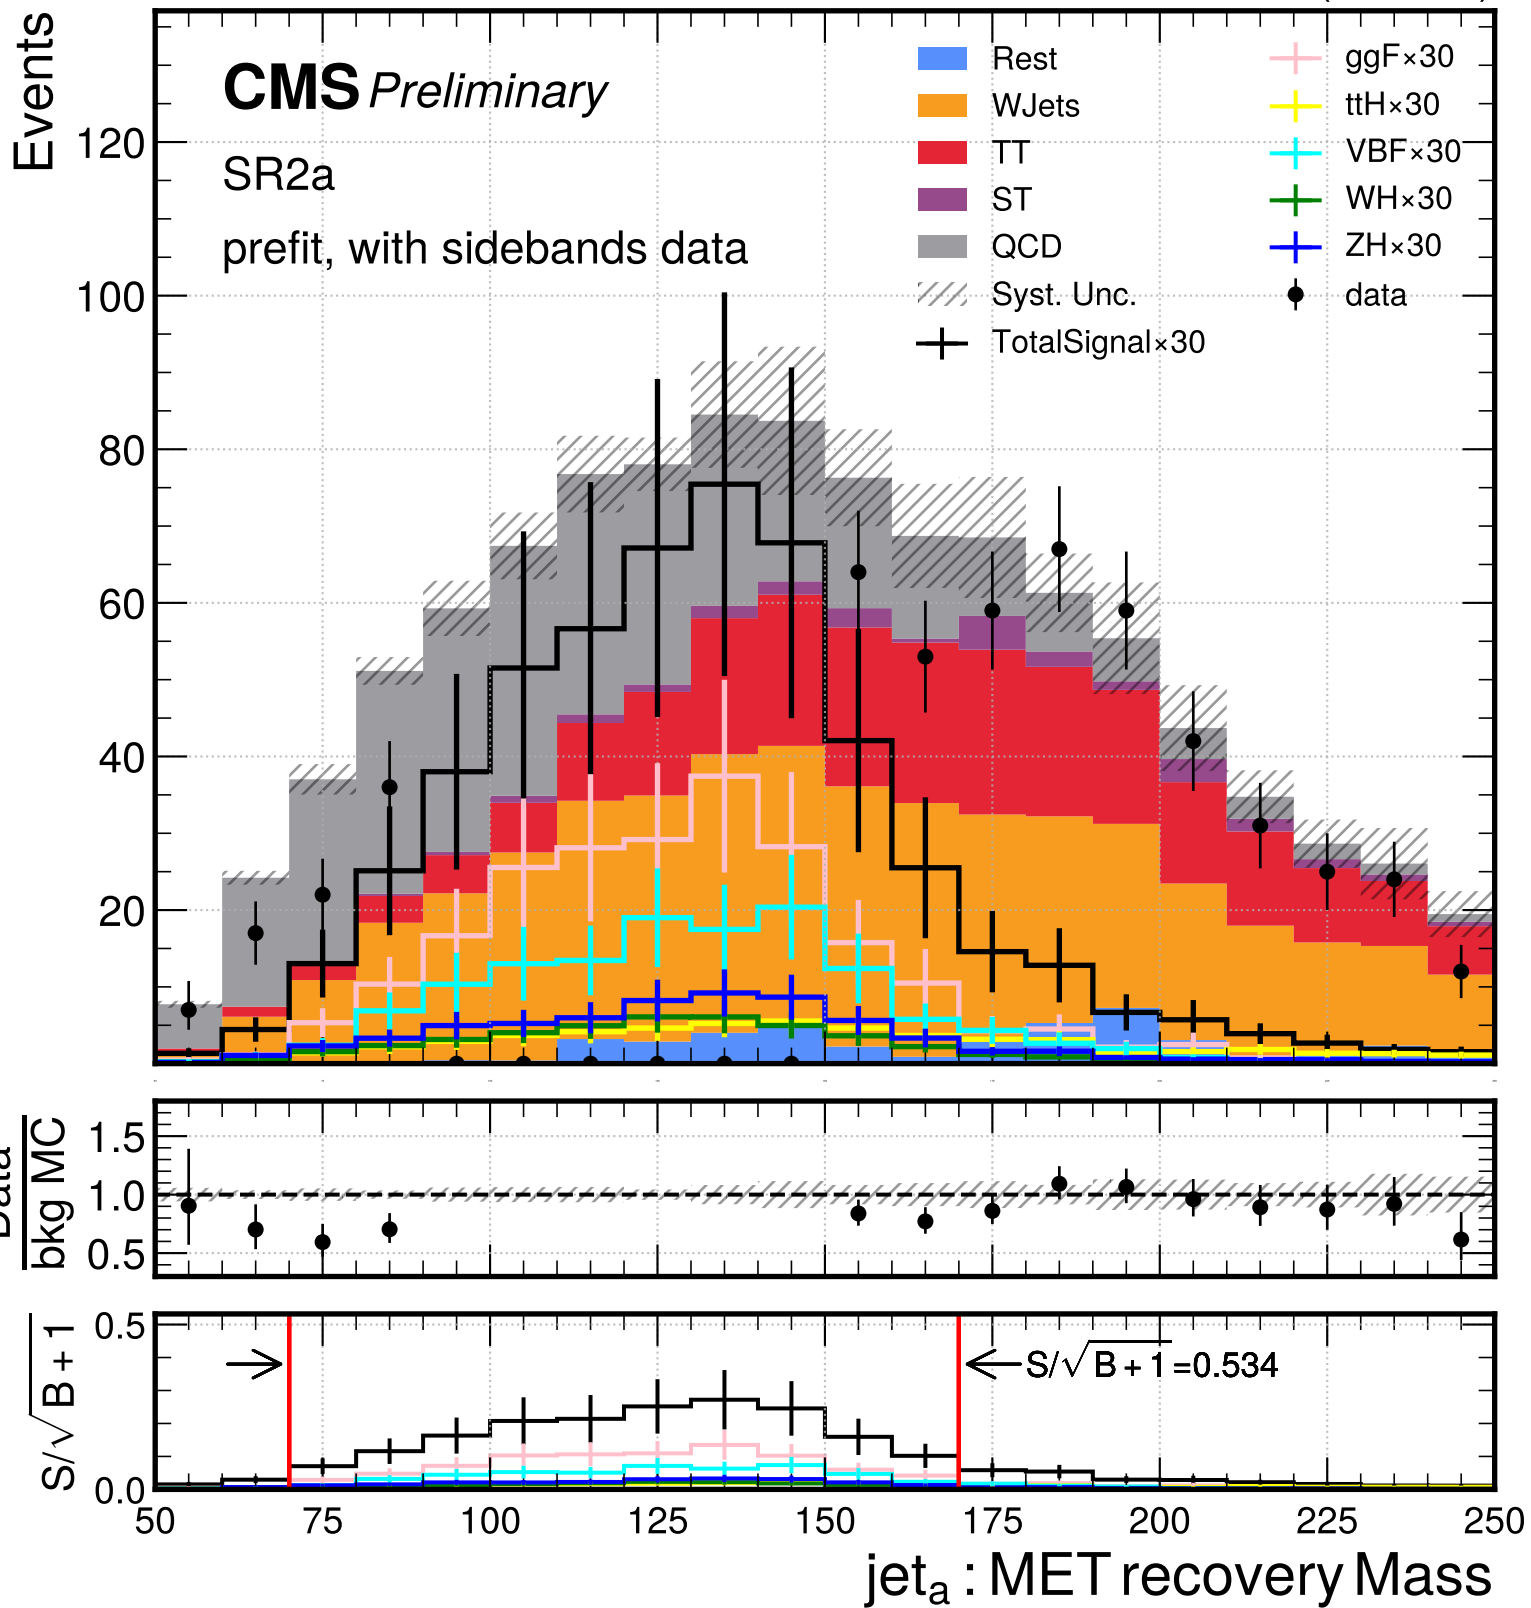 Events
CMS Preliminary
SR2a
prefit, with sidebands data
Rest
WJets
TT
ST
QCD
Syst. Unc.
TotalSignal×30
ggF×30
ttH×30
VBF×30
WH×30
ZH×30
data
120
100
80
60
40
20
Data
bkg MC
1.5
1.0
0.5
S/√B + 1
0.5
0.0
S/√B + 1=0.534
50 75 100 125 150 175 200 225 250
jet_a : MET recovery Mass